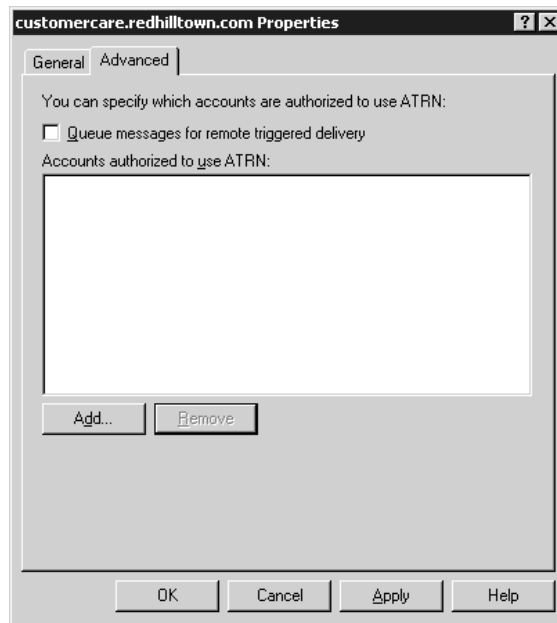 customercare.redhilltown.com Properties
General Advanced
You can specify which accounts are authorized to use ATRN:
Queue messages for remote triggered delivery
Accounts authorized to use ATRN:
Add... Remove
OK Cancel Apply Help